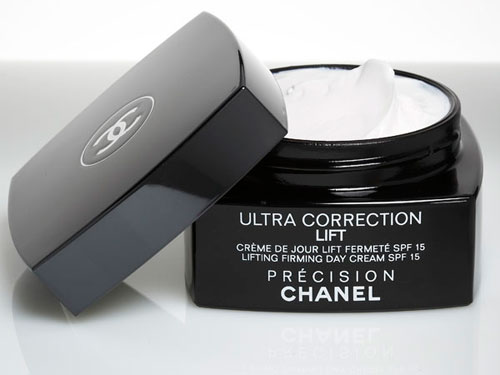 ULTRA CORRECTION
LIFT
CRÈME DE JOUR LIFT FERMETÉ SPF 15
LIFTING FIRMING DAY CREAM SPF 15
PRÉCISION
CHANEL